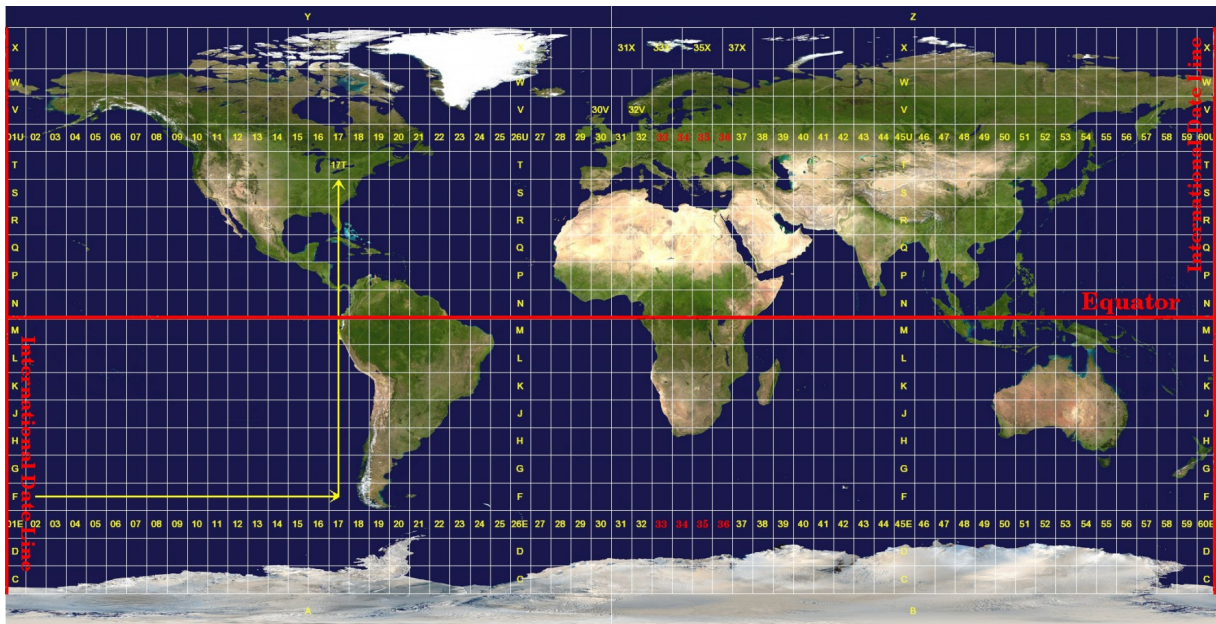 Y Z
X 31X 33X 35X 37X X X
W W
V 30V 32V V V
01U 02 03 04 05 06 07 08 09 10 11 12 13 14 15 16 17 18 19 20 21 22 23 24 25 26U 27 28 29 30 31 32 33 34 35 36 37 38 39 40 41 42 43 44 45U 46 47 48 49 50 51 52 53 54 55 56 57 58 59 60U
17T T T T
S S S
R R R
Q Q Q
P P P
N N N
Equator
International Date Line
M M M
L L L
K K K
J J J
H H H
G G G
F F F
International Date Line
01E 02 03 04 05 06 07 08 09 10 11 12 13 14 15 16 17 18 19 20 21 22 23 24 25 26E 27 28 29 30 31 32 33 34 35 36 37 38 39 40 41 42 43 44 45E 46 47 48 49 50 51 52 53 54 55 56 57 58 59 60E
D D D D
C C C C
A B